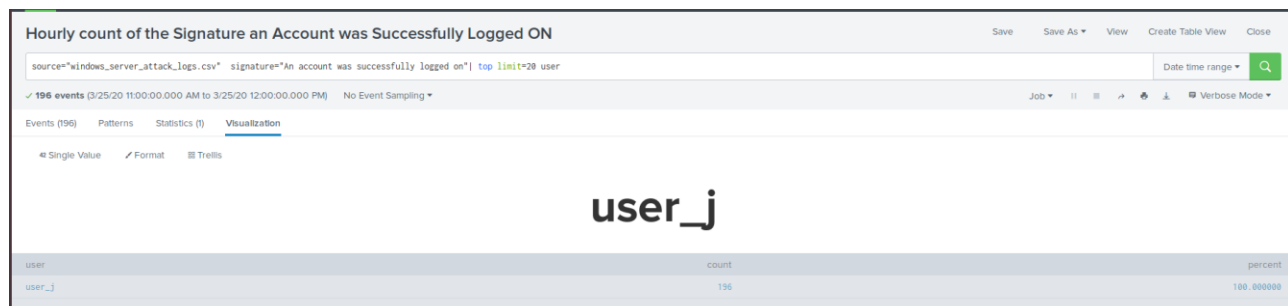 Hourly count of the Signature an Account was Successfully Logged ON
Save Save As View Create Table View Close
source="windows_server_attack_logs.csv" signature="An account was successfully logged on"| top limit=20 user
Date time range
196 events (3/25/20 11:00:00.000 AM to 3/25/20 12:00:00.000 PM) No Event Sampling
Job Verbose Mode
Events (196) Patterns Statistics (1) Visualization
42 Single Value Format Trellis
user_j
user count percent
user_j 196 100.000000